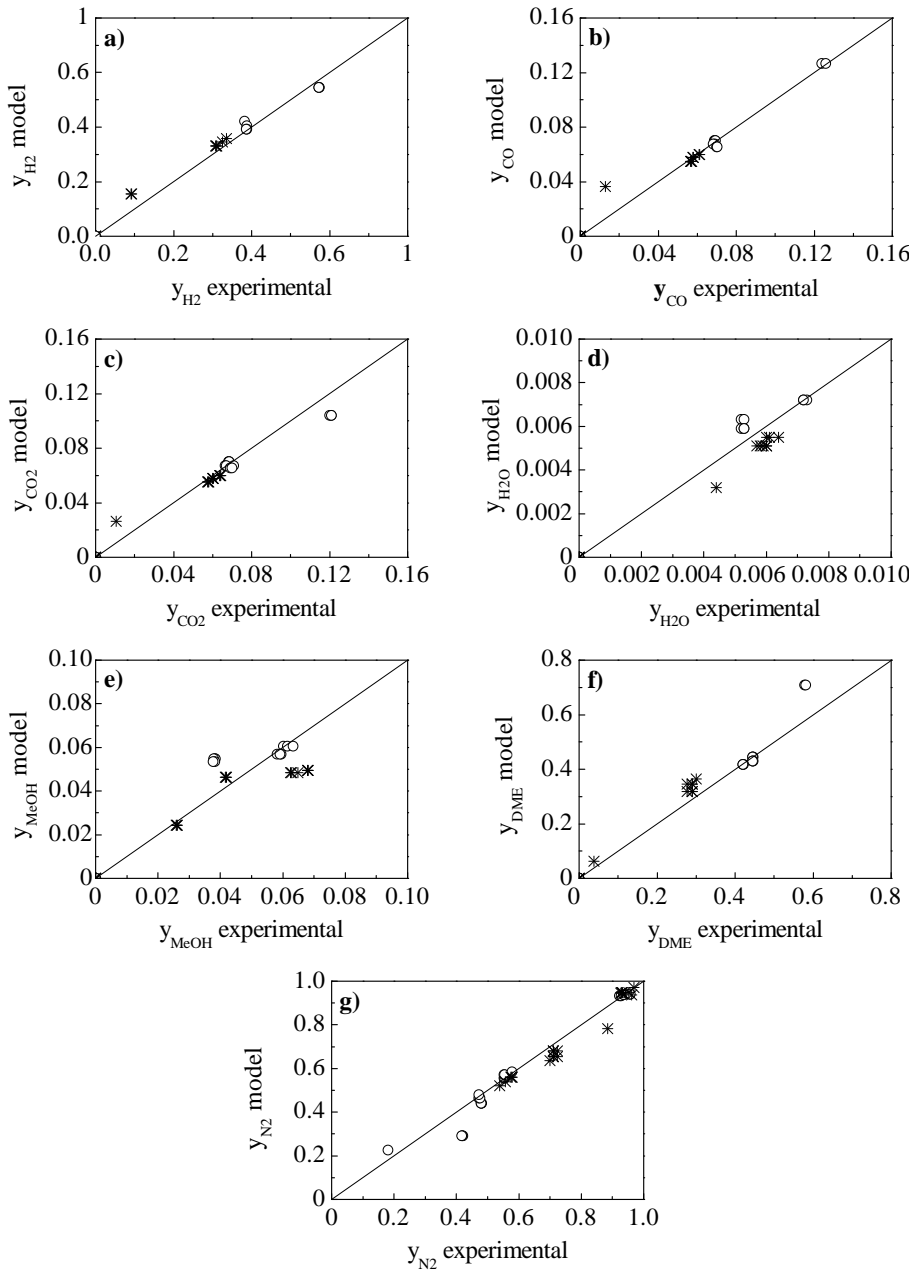 a)
1
0.6
0.4
0.2
0.0
0.0 0.2 0.4 0.6 1
y_H2 model
y_H2 experimental
b)
0.16
0.12
0.08
0.04
0
0 0.04 0.08 0.12 0.16
y_CO model
y_CO experimental
c)
0.16
0.12
0.08
0.04
0
0 0.04 0.08 0.12 0.16
y_CO2 model
y_CO2 experimental
d)
0.010
0.008
0.006
0.004
0.002
0
0 0.002 0.004 0.006 0.008 0.010
y_H2O model
y_H2O experimental
e)
0.10
0.08
0.06
0.04
0.02
0
0.00 0.02 0.04 0.06 0.08 0.10
y_MeOH model
y_MeOH experimental
f)
0.8
0.6
0.4
0.2
0
0 0.2 0.4 0.6 0.8
y_DME model
y_DME experimental
g)
1.0
0.8
0.6
0.4
0.2
0
0 0.2 0.4 0.6 0.8 1.0
y_N2 model
y_N2 experimental